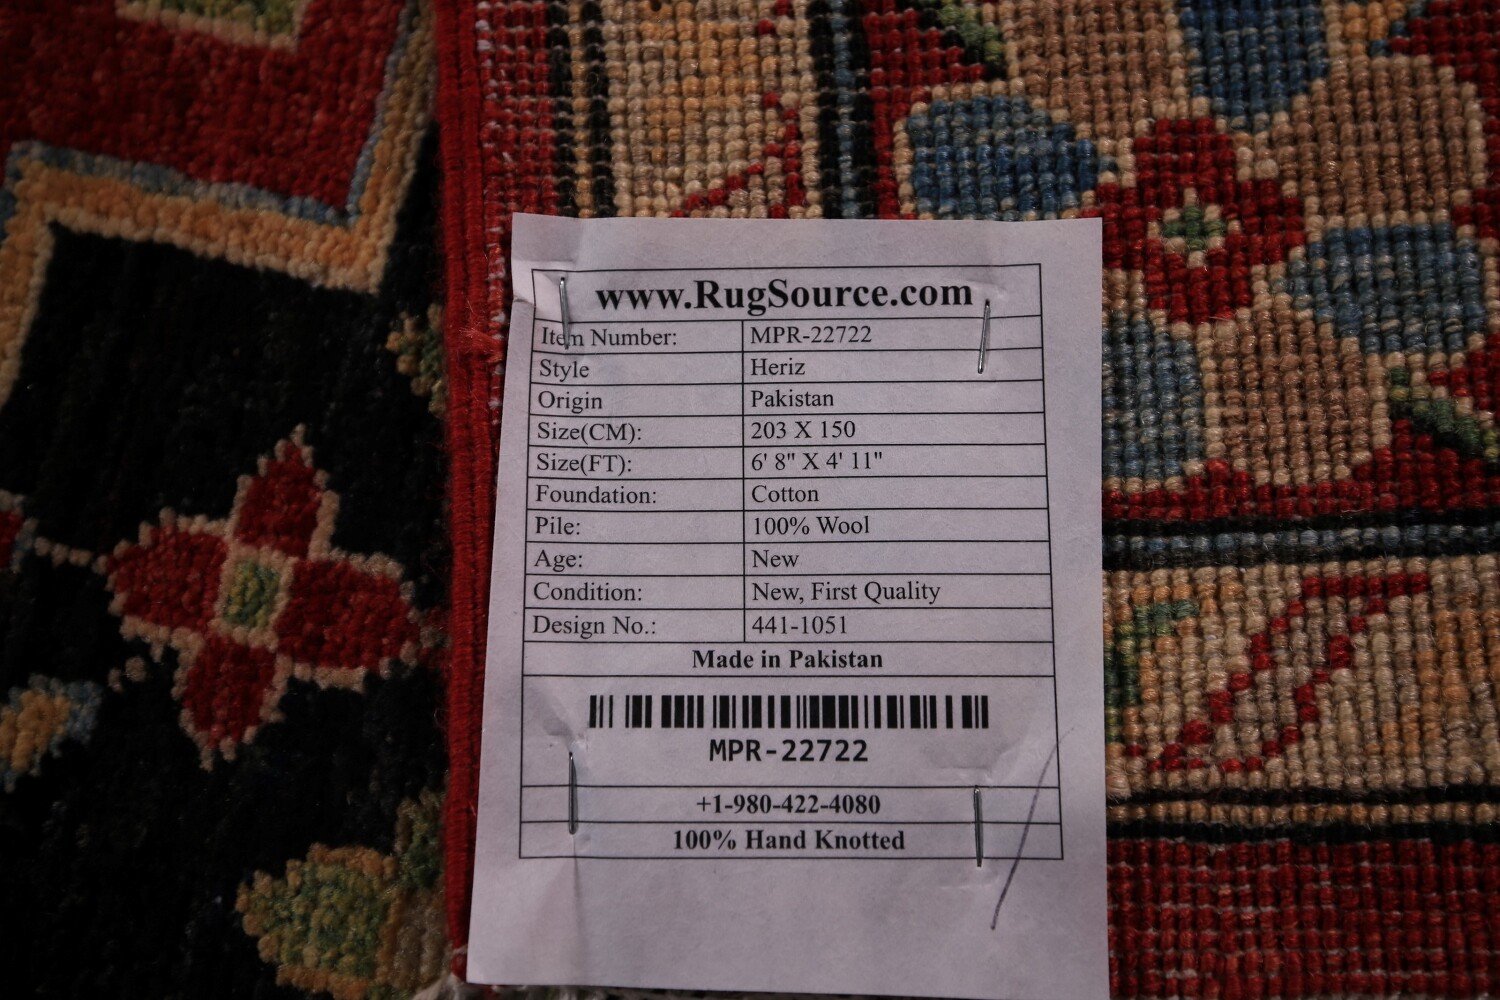 www.RugSource.com
Item Number: MPR-22722
Style Heriz
Origin Pakistan
Size(CM): 203 X 150
Size(FT): 6' 8" X 4' 11"
Foundation: Cotton
Pile: 100% Wool
Age: New
Condition: New, First Quality
Design No.: 441-1051
Made in Pakistan
MPR-22722
+1-980-422-4080
100% Hand Knotted